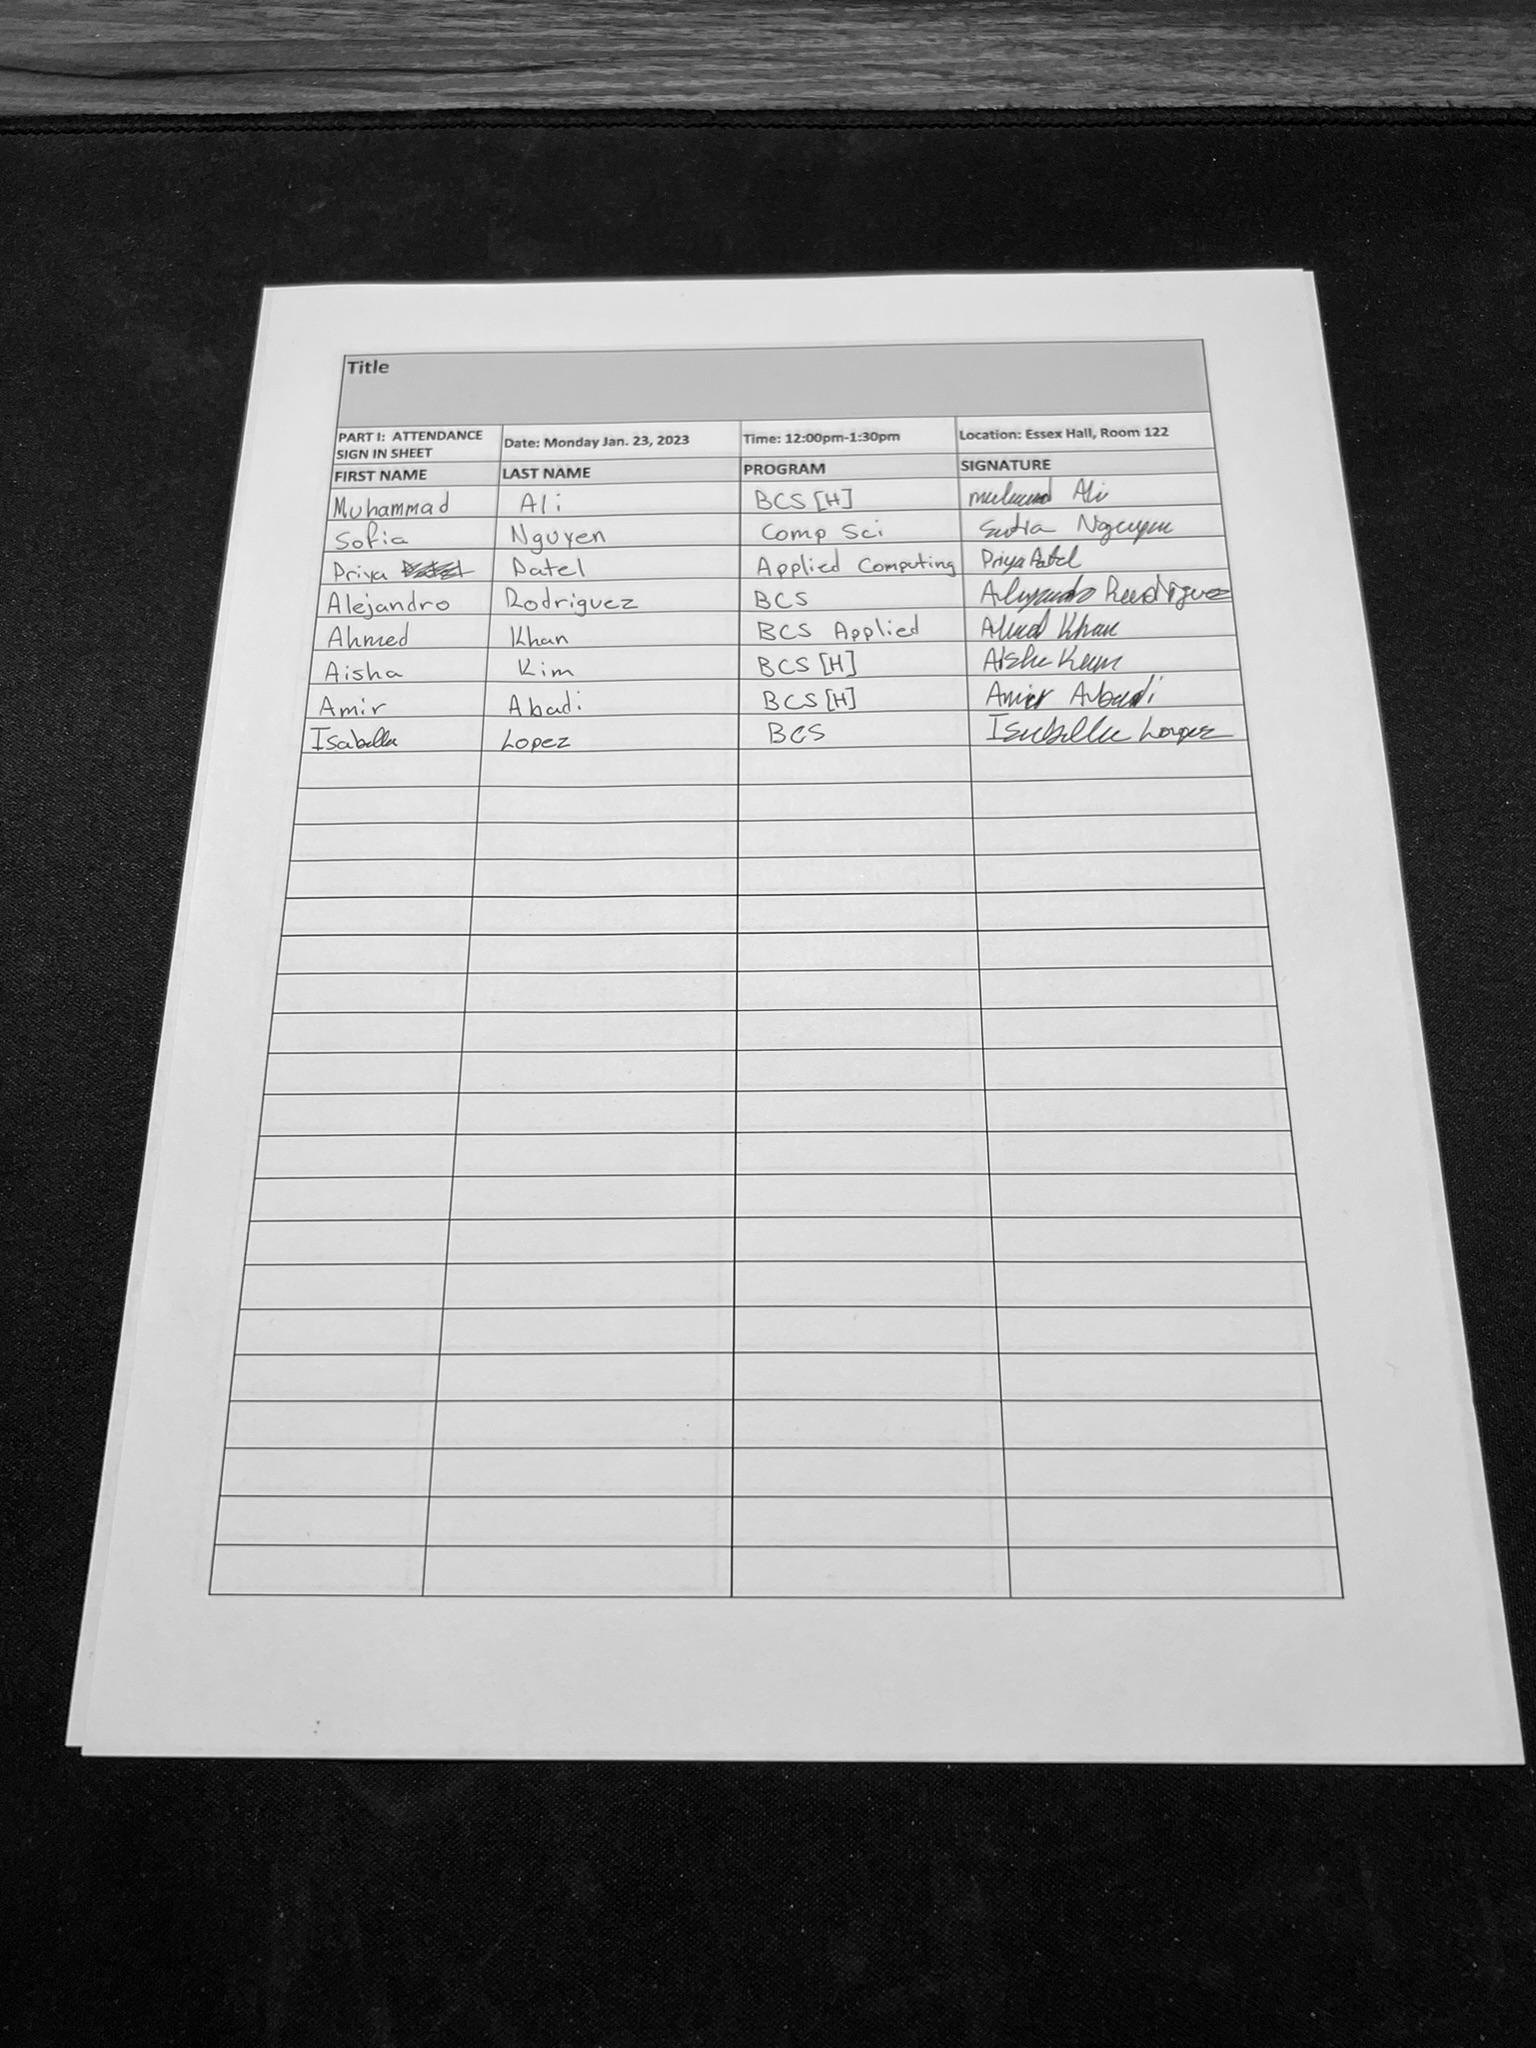 Title
PART I: ATTENDANCE SIGN IN SHEET Date: Monday Jan. 23, 2023 Time: 12:00pm-1:30pm Location: Essex Hall, Room 122
FIRST NAME LAST NAME PROGRAM SIGNATURE
Muhammad Ali BCS [H] Ali
Sofia Nguyen Comp Sci Nguyen
Priya Patel Applied Computing Priya Patel
Alejandro Rodriguez BCS Alejandro Rodriguez
Ahmed Khan BCS Applied Ahmed Khan
Aisha Kim BCS [H] Aisha Kim
Amir Abadi BCS [H] Amir Abadi
Isabella Lopez BCS Isabella Lopez